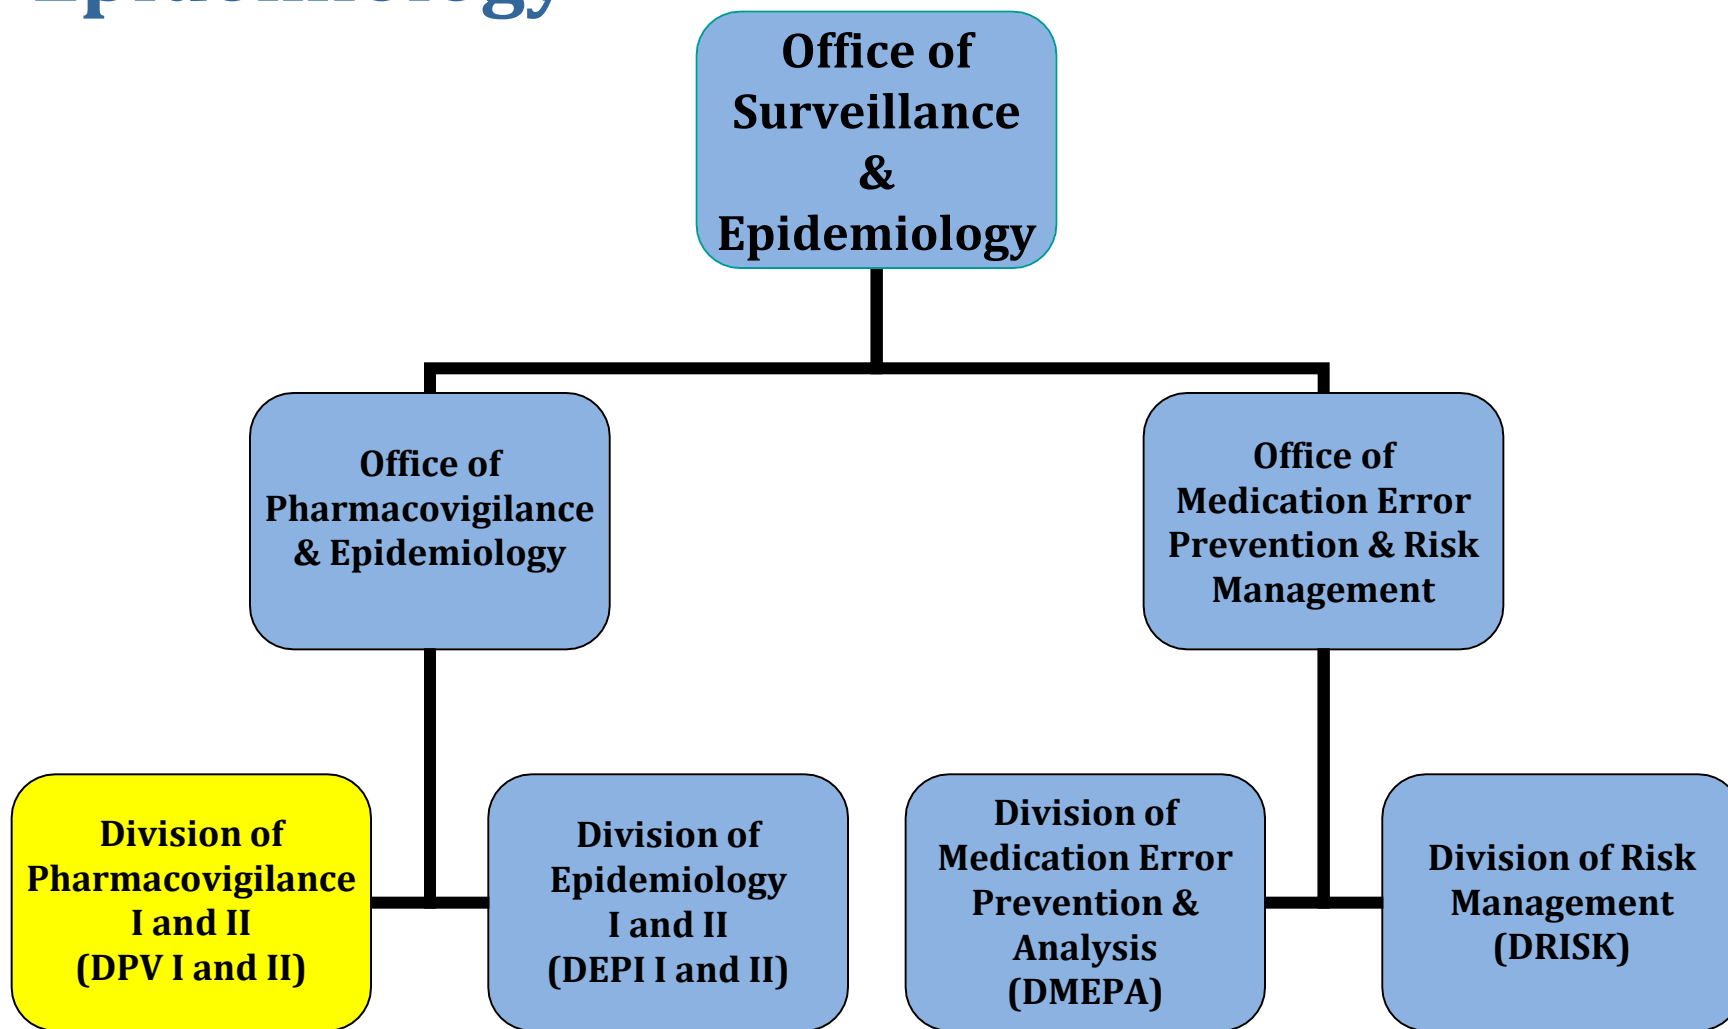 Epidemiology
Office of
Surveillance
&
Epidemiology
Office of
Pharmacovigilance
& Epidemiology
Office of
Medication Error
Prevention & Risk
Management
Division of
Pharmacovigilance
I and II
(DPV I and II)
Division of
Epidemiology
I and II
(DEPI I and II)
Division of
Medication Error
Prevention &
Analysis
(DMEPA)
Division of Risk
Management
(DRISK)